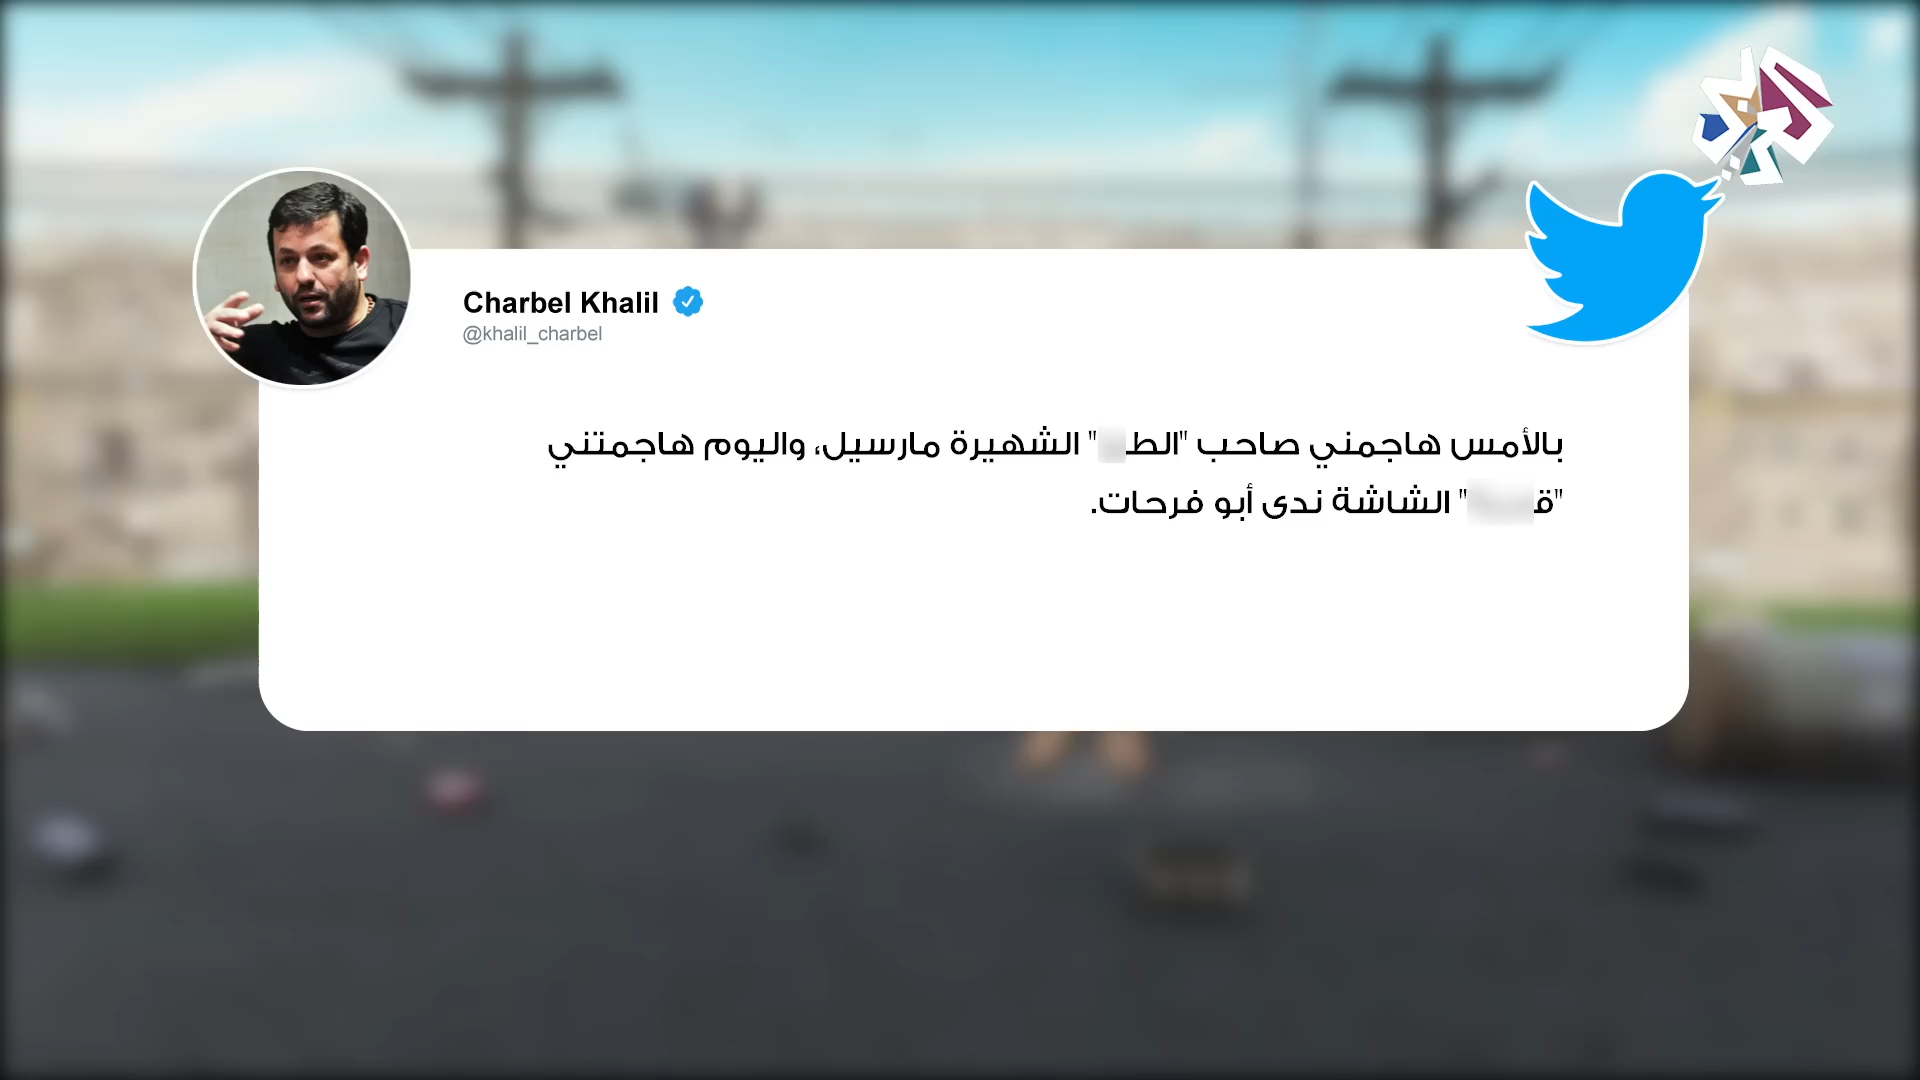 Charbel Khalil
@khalil_charbel
بالأمس هاجمني صاحب "الطـ" الشهيرة مارسيل، واليوم هاجمتني
"قـ" الشاشة ندى أبو فرحات.